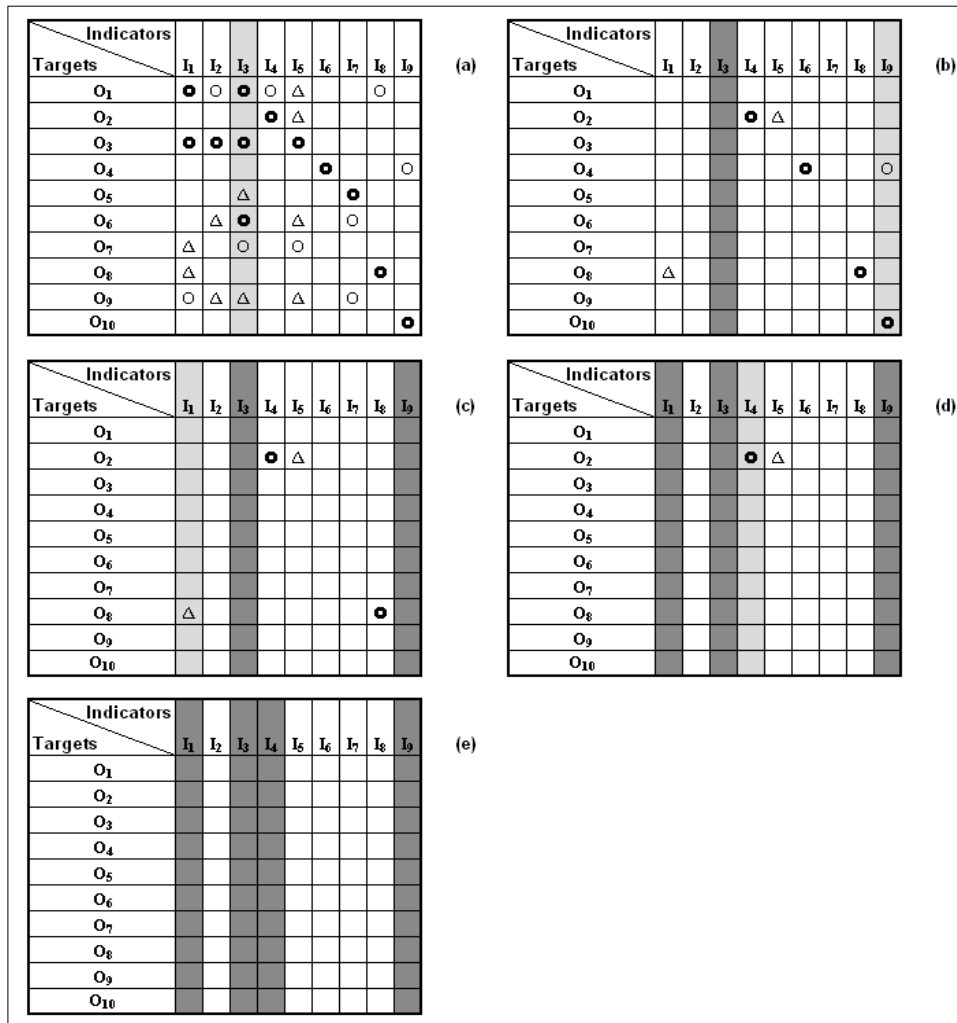 Indicators
Targets I₁ I₂ I₃ I₄ I₅ I₆ I₇ I₈ I₉ (a)
O₁
O₂
O₃
O₄
O₅
O₆
O₇
O₈
O₉
O₁₀
Indicators
Targets I₁ I₂ I₃ I₄ I₅ I₆ I₇ I₈ I₉ (b)
O₁
O₂
O₃
O₄
O₅
O₆
O₇
O₈
O₉
O₁₀
Indicators
Targets I₁ I₂ I₃ I₄ I₅ I₆ I₇ I₈ I₉ (c)
O₁
O₂
O₃
O₄
O₅
O₆
O₇
O₈
O₉
O₁₀
Indicators
Targets I₁ I₂ I₃ I₄ I₅ I₆ I₇ I₈ I₉ (d)
O₁
O₂
O₃
O₄
O₅
O₆
O₇
O₈
O₉
O₁₀
Indicators
Targets I₁ I₂ I₃ I₄ I₅ I₆ I₇ I₈ I₉ (e)
O₁
O₂
O₃
O₄
O₅
O₆
O₇
O₈
O₉
O₁₀